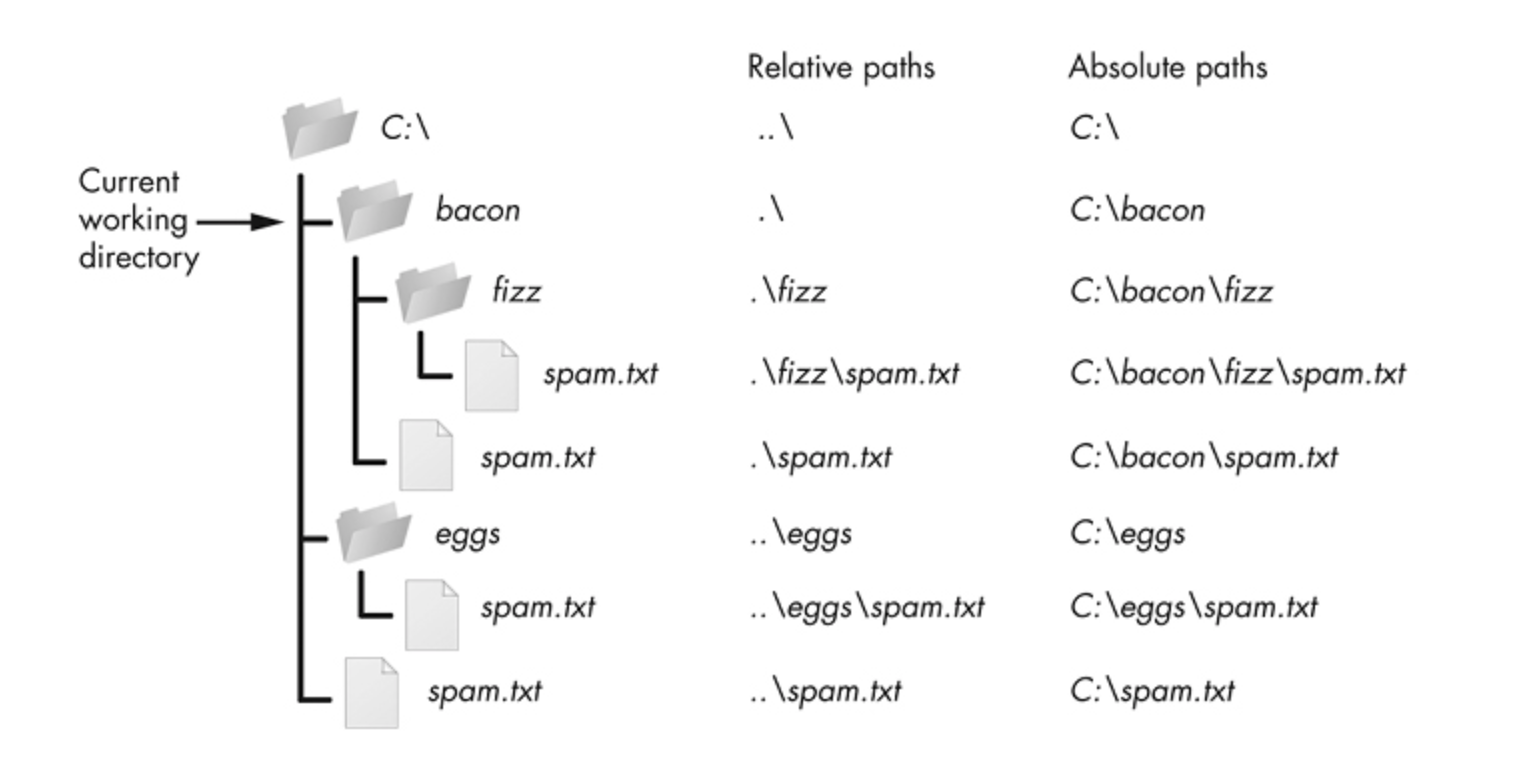 Relative paths Absolute paths
C:\ ..\ C:\
Current
working
directory
bacon .\ C:\bacon
fizz .\fizz C:\bacon\fizz
spam.txt .\fizz\spam.txt C:\bacon\fizz\spam.txt
spam.txt .\spam.txt C:\bacon\spam.txt
eggs ..\eggs C:\eggs
spam.txt ..\eggs\spam.txt C:\eggs\spam.txt
spam.txt ..\spam.txt C:\spam.txt